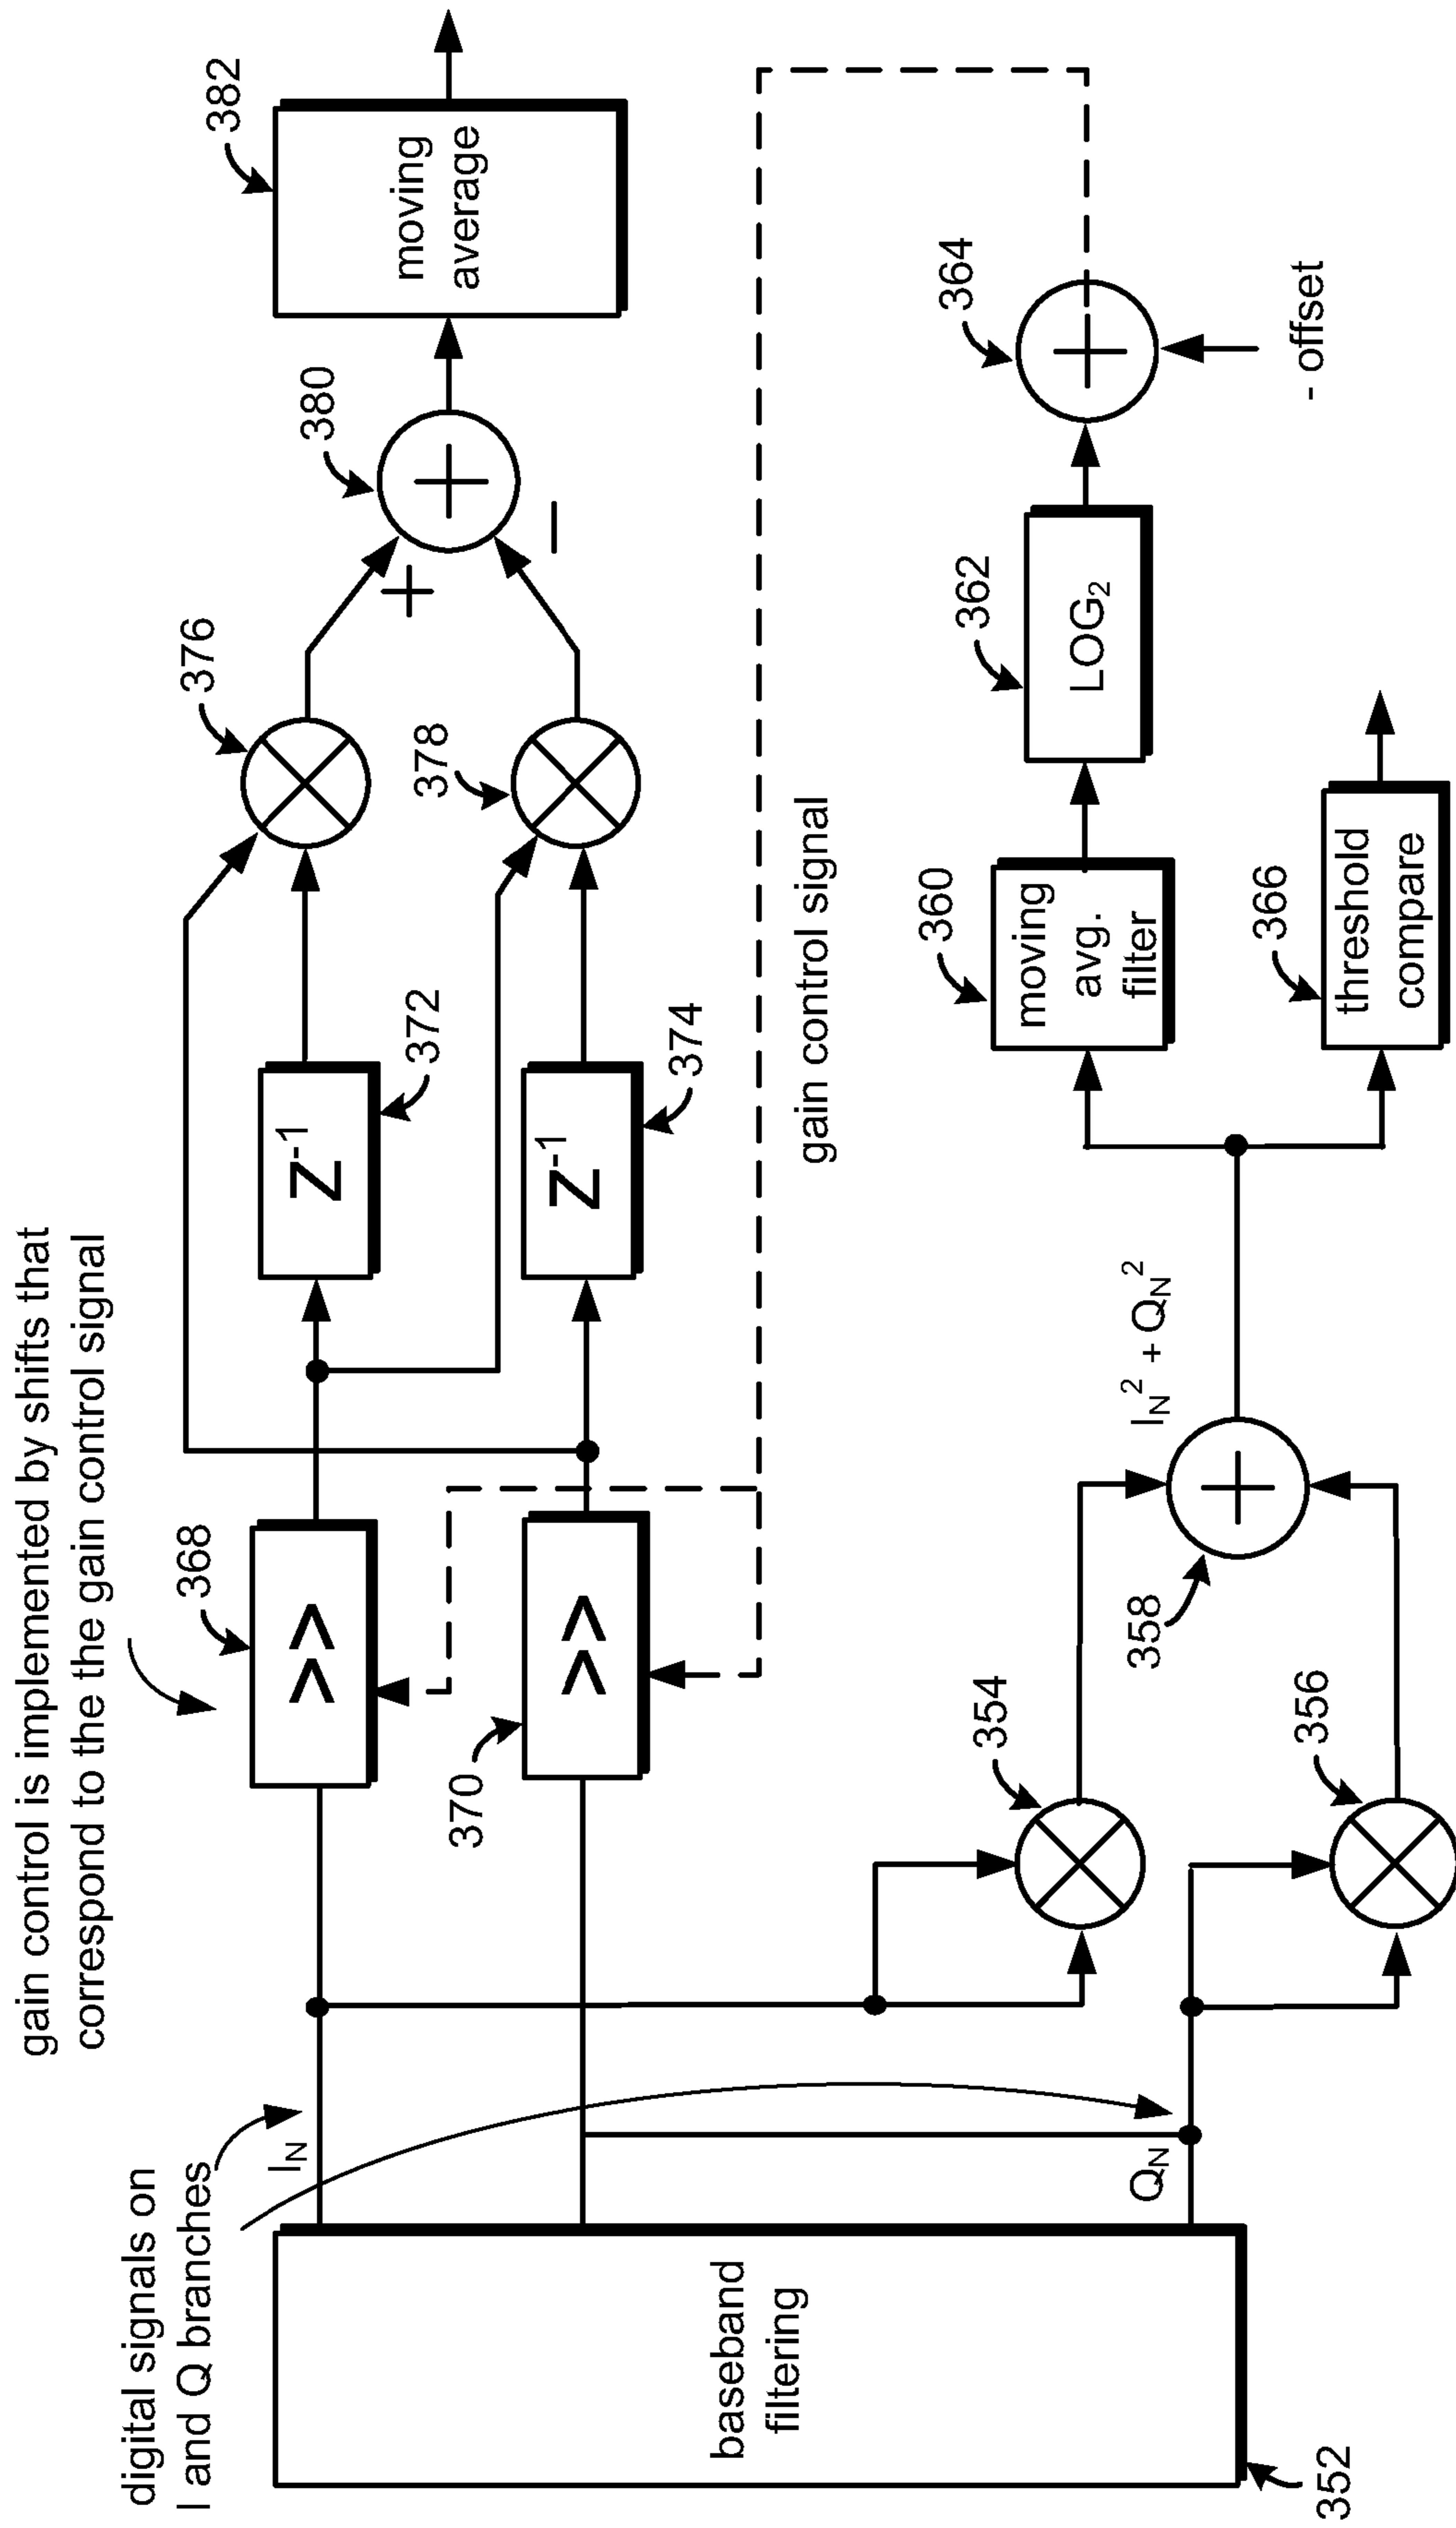 gain control is implemented by shifts that
correspond to the the gain control signal
digital signals on
I and Q branches
I_N
Q_N
baseband
filtering
352
368
>>
370
>>
Z^-1
372
Z^-1
374
376
378
+
−
380
+
382
moving
average
gain control signal
354
356
358
+
I_N^2 + Q_N^2
360
moving
avg.
filter
362
LOG_2
364
+
- offset
366
threshold
compare